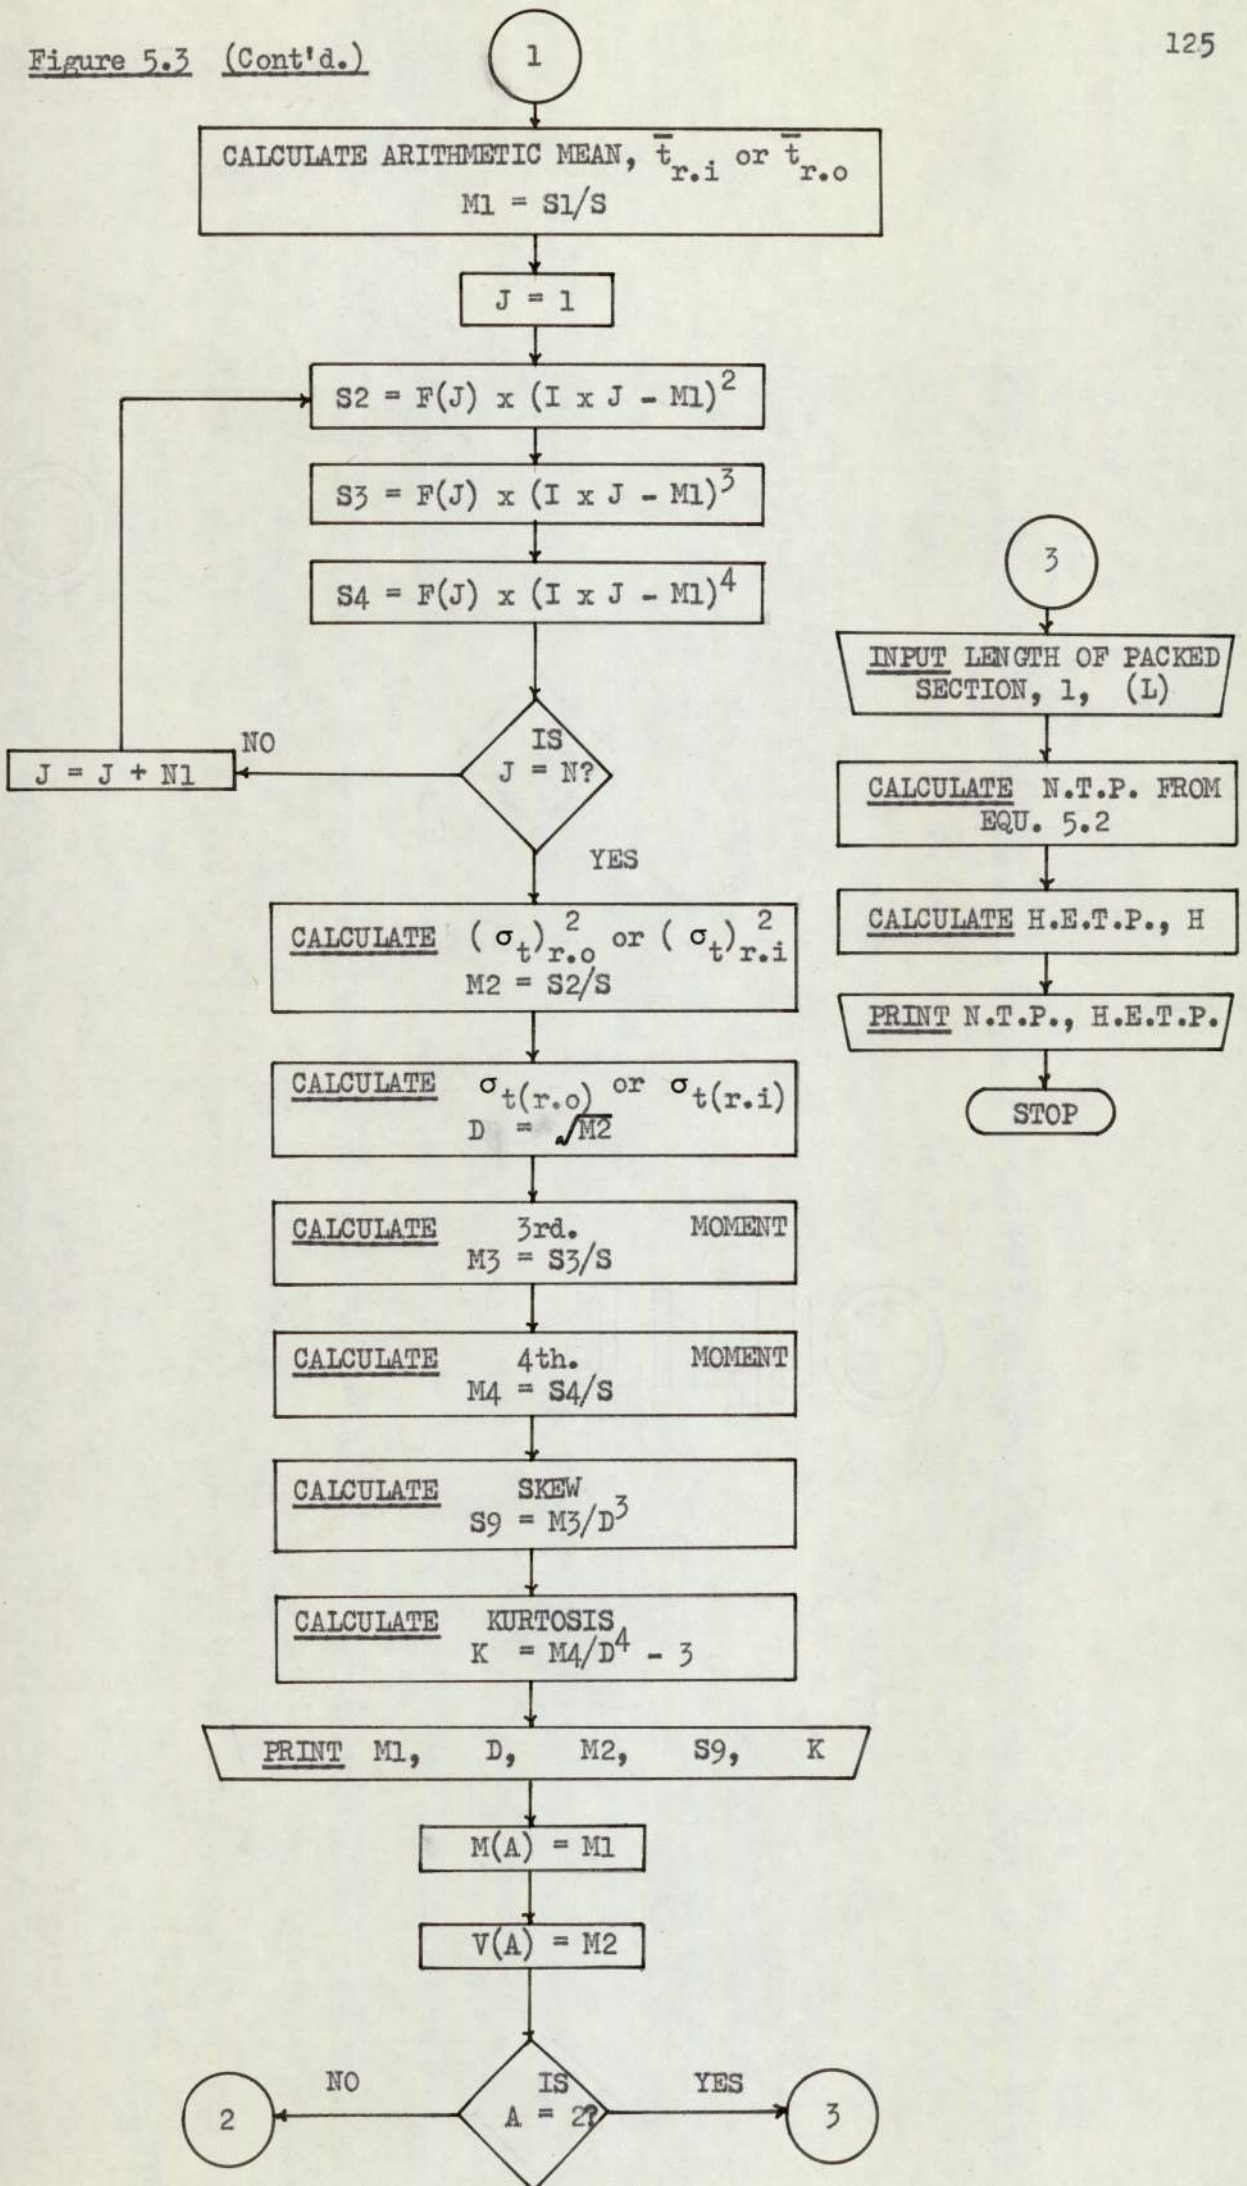 Figure 5.3 (Cont'd.)
125
1
CALCULATE ARITHMETIC MEAN, t̄r.i or t̄r.o
M1 = S1/S
J = 1
S2 = F(J) x (I x J - M1)²
S3 = F(J) x (I x J - M1)³
S4 = F(J) x (I x J - M1)⁴
IS
J = N?
NO
J = J + N1
YES
CALCULATE (σt)²r.o or (σt)²r.i
M2 = S2/S
CALCULATE σt(r.o) or σt(r.i)
D = √M2
CALCULATE 3rd. MOMENT
M3 = S3/S
CALCULATE 4th. MOMENT
M4 = S4/S
CALCULATE SKEW
S9 = M3/D³
CALCULATE KURTOSIS
K = M4/D⁴ - 3
PRINT M1, D, M2, S9, K
M(A) = M1
V(A) = M2
IS
A = 2?
NO
2
YES
3
3
INPUT LENGTH OF PACKED
SECTION, l, (L)
CALCULATE N.T.P. FROM
EQU. 5.2
CALCULATE H.E.T.P., H
PRINT N.T.P., H.E.T.P.
STOP